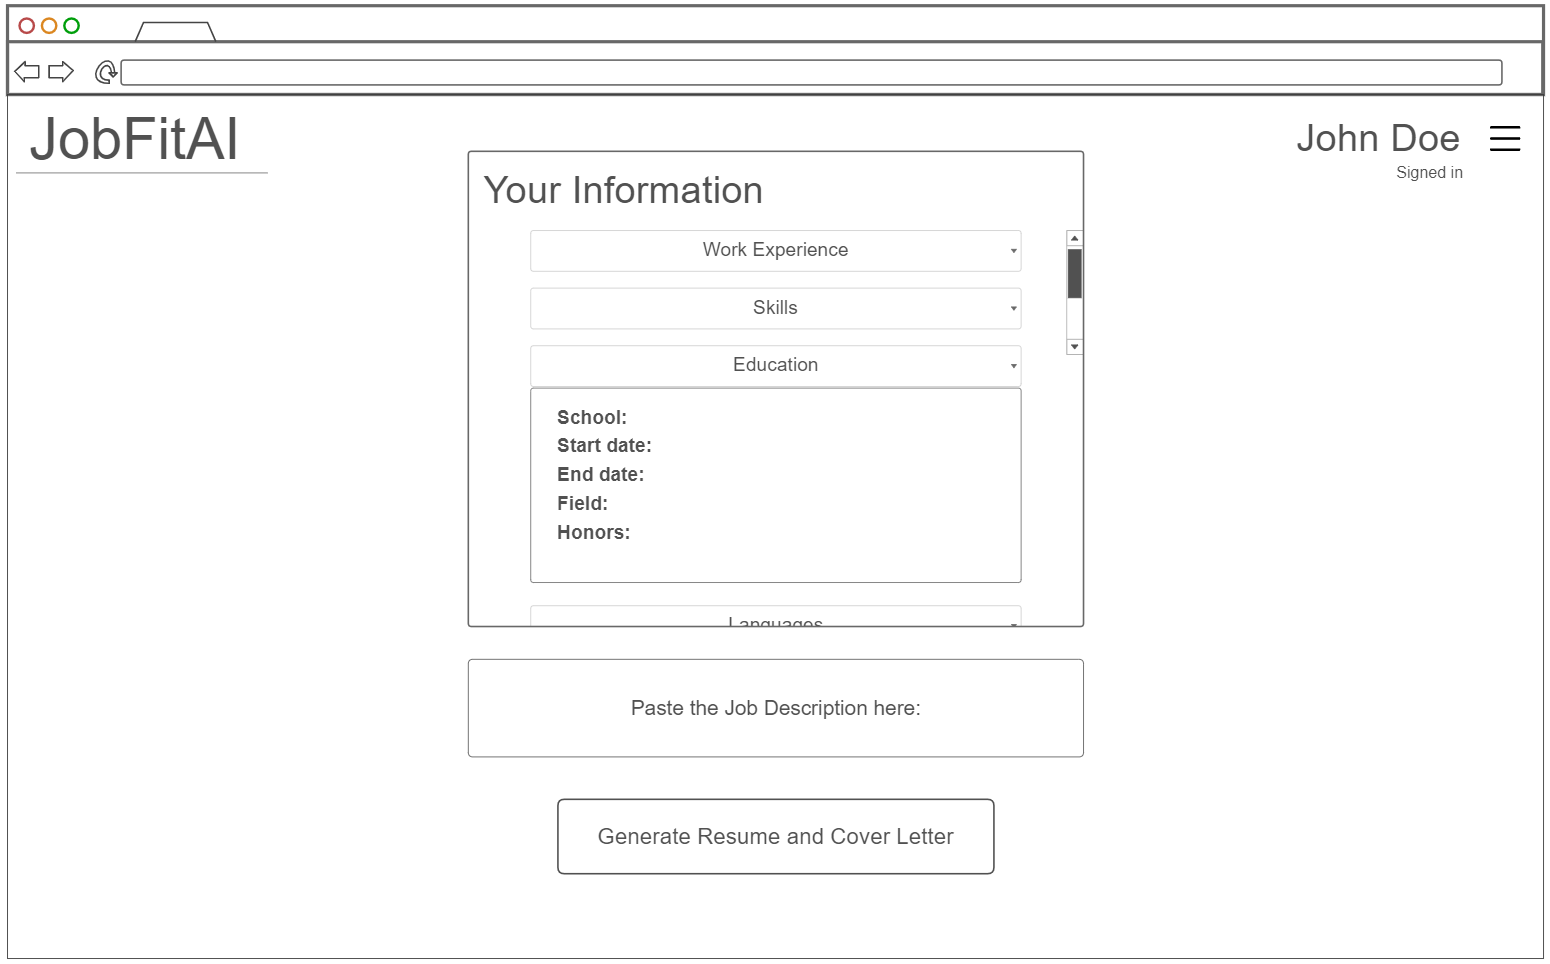 JobFitAI
John Doe
Signed in
Your Information
Work Experience
Skills
Education
School:
Start date:
End date:
Field:
Honors:
Languages
Paste the Job Description here:
Generate Resume and Cover Letter